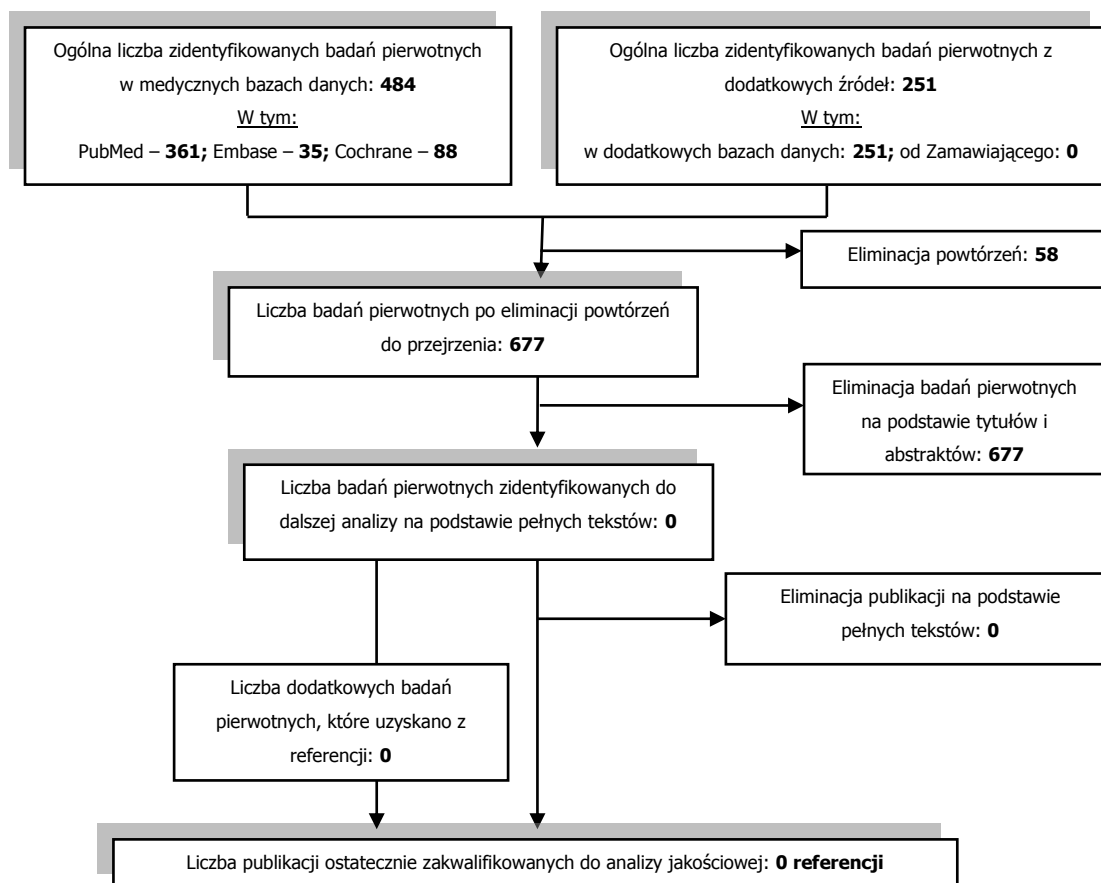 Ogólna liczba zidentyfikowanych badań pierwotnych
w medycznych bazach danych: 484
W tym:
PubMed – 361; Embase – 35; Cochrane – 88
Ogólna liczba zidentyfikowanych badań pierwotnych z
dodatkowych źródeł: 251
W tym:
w dodatkowych bazach danych: 251; od Zamawiającego: 0
Eliminacja powtórzeń: 58
Liczba badań pierwotnych po eliminacji powtórzeń
do przejrzenia: 677
Eliminacja badań pierwotnych
na podstawie tytułów i
abstraktów: 677
Liczba badań pierwotnych zidentyfikowanych do
dalszej analizy na podstawie pełnych tekstów: 0
Eliminacja publikacji na podstawie
pełnych tekstów: 0
Liczba dodatkowych badań
pierwotnych, które uzyskano z
referencji: 0
Liczba publikacji ostatecznie zakwalifikowanych do analizy jakościowej: 0 referencji